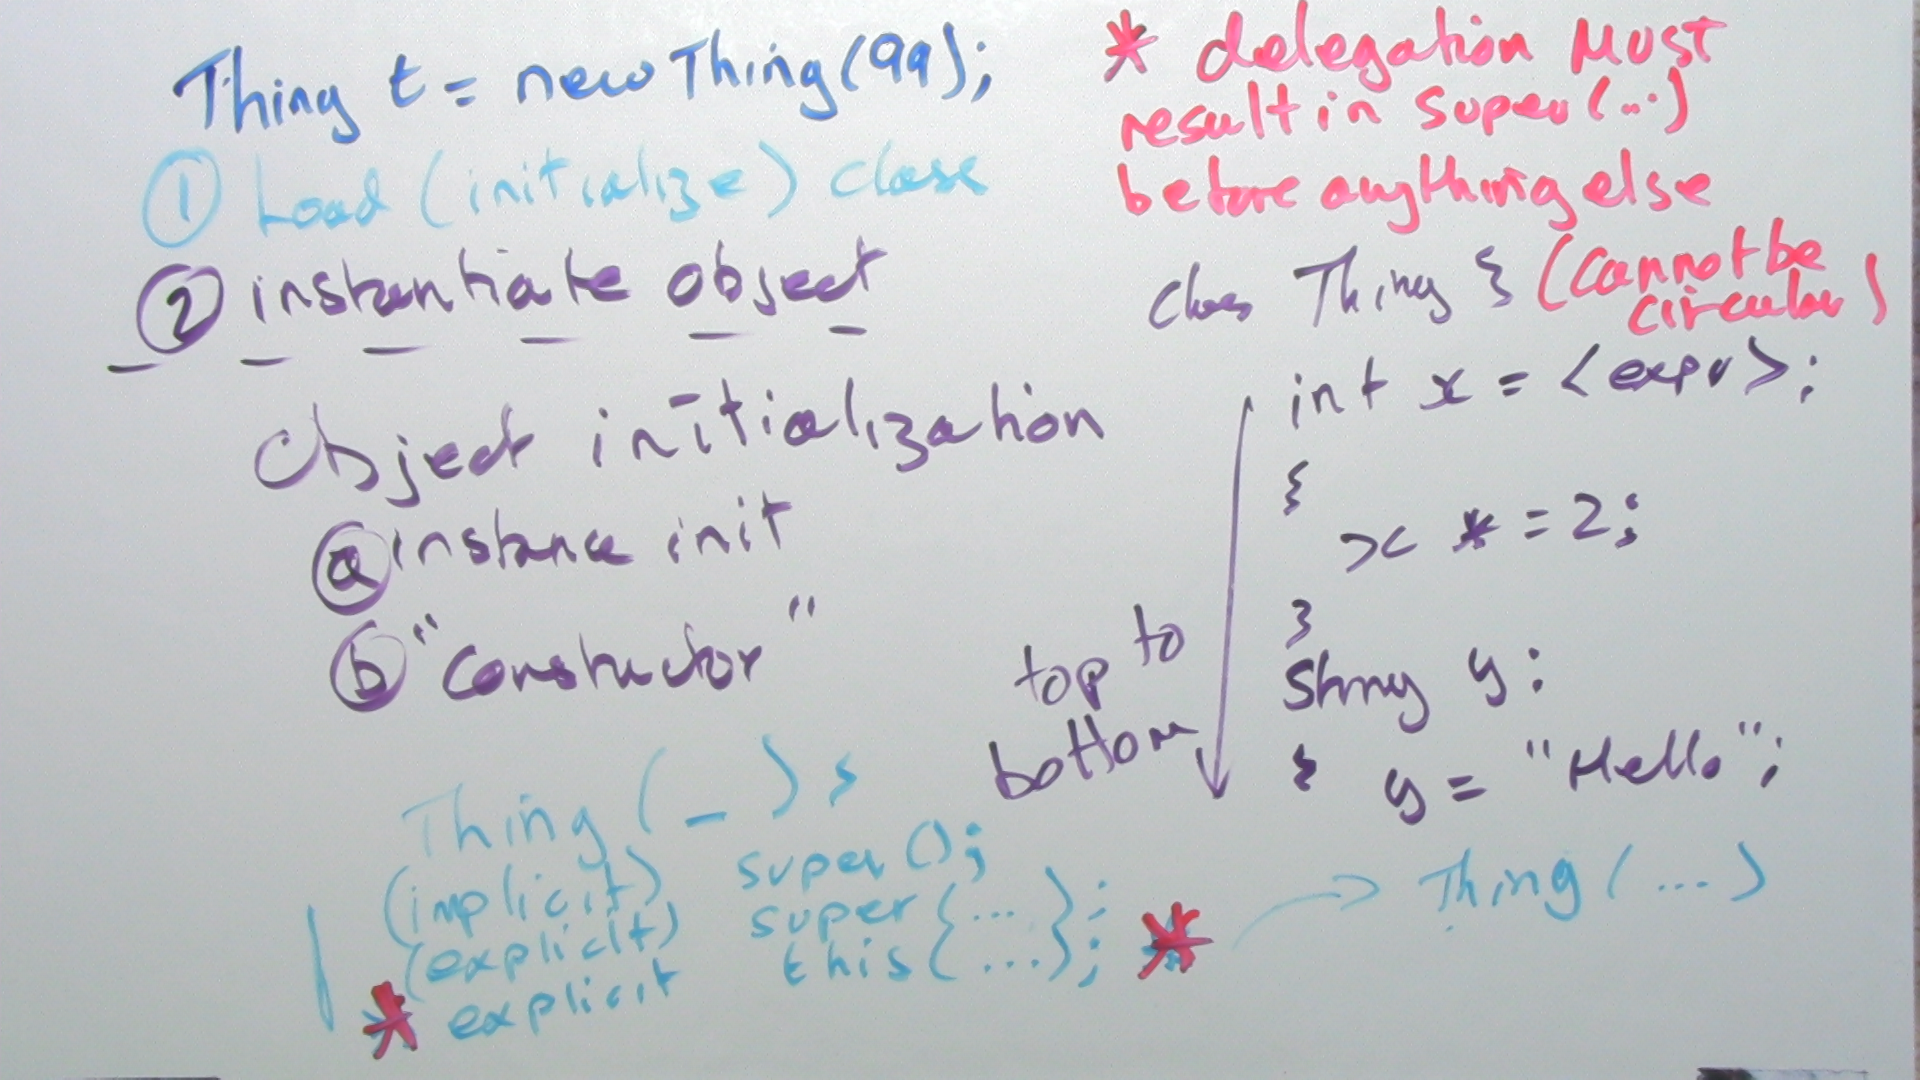 Thing t = new Thing(99);
① Load (initialize) class
② instantiate object
Object initialization
ⓐ instance init
ⓑ "constructor"
Thing ( _ ) {
(implicit) super();
(explicit) super(...);
* explicit this(...); *
→ Thing (...)
* delegation MUST
result in super(...)
before anything else
(cannot be
circular)
class Thing {
int x = <expr>;
{
x *= 2;
}
String y;
{ y = "Hello";
top to
bottom